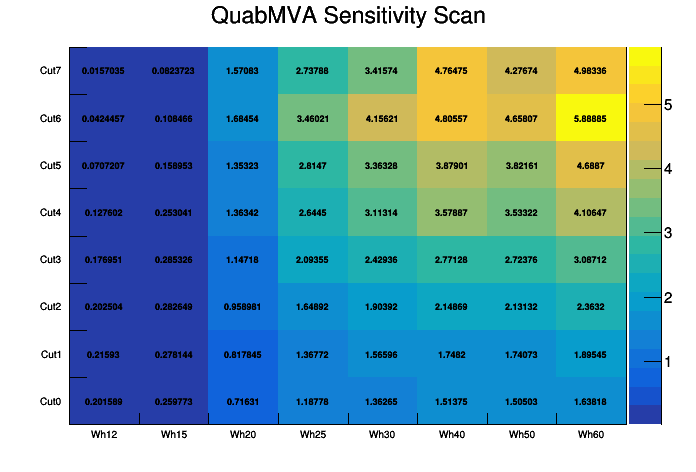 QuabMVA Sensitivity Scan
Cut7 0.0157035 0.0823723 1.57083 2.73788 3.41574 4.76475 4.27674 4.98336
Cut6 0.0424457 0.108466 1.68454 3.46021 4.15621 4.80557 4.65807 5.88885
5
Cut5 0.0707207 0.158953 1.35323 2.8147 3.36328 3.87901 3.82161 4.6887
4
Cut4 0.127602 0.253041 1.36342 2.6445 3.11314 3.57887 3.53322 4.10647
3
Cut3 0.176951 0.265326 1.14718 2.09355 2.42936 2.77128 2.72376 3.08712
2
Cut2 0.202504 0.282649 0.958981 1.64892 1.90392 2.14869 2.13132 2.3632
Cut1 0.21593 0.278144 0.817845 1.36772 1.56596 1.7482 1.74073 1.89545
1
Cut0 0.201589 0.259773 0.71631 1.18778 1.36265 1.51375 1.50503 1.63818
Wh12 Wh15 Wh20 Wh25 Wh30 Wh40 Wh50 Wh60